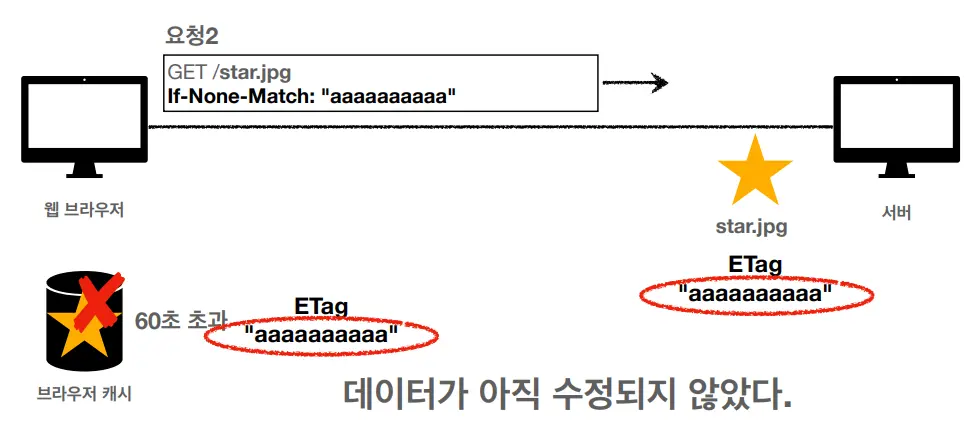 요청2
GET /star.jpg
If-None-Match: "aaaaaaaaaa"
웹 브라우저
서버
star.jpg
ETag
"aaaaaaaaaa"
60초 초과
ETag
"aaaaaaaaaa"
브라우저 캐시
데이터가 아직 수정되지 않았다.